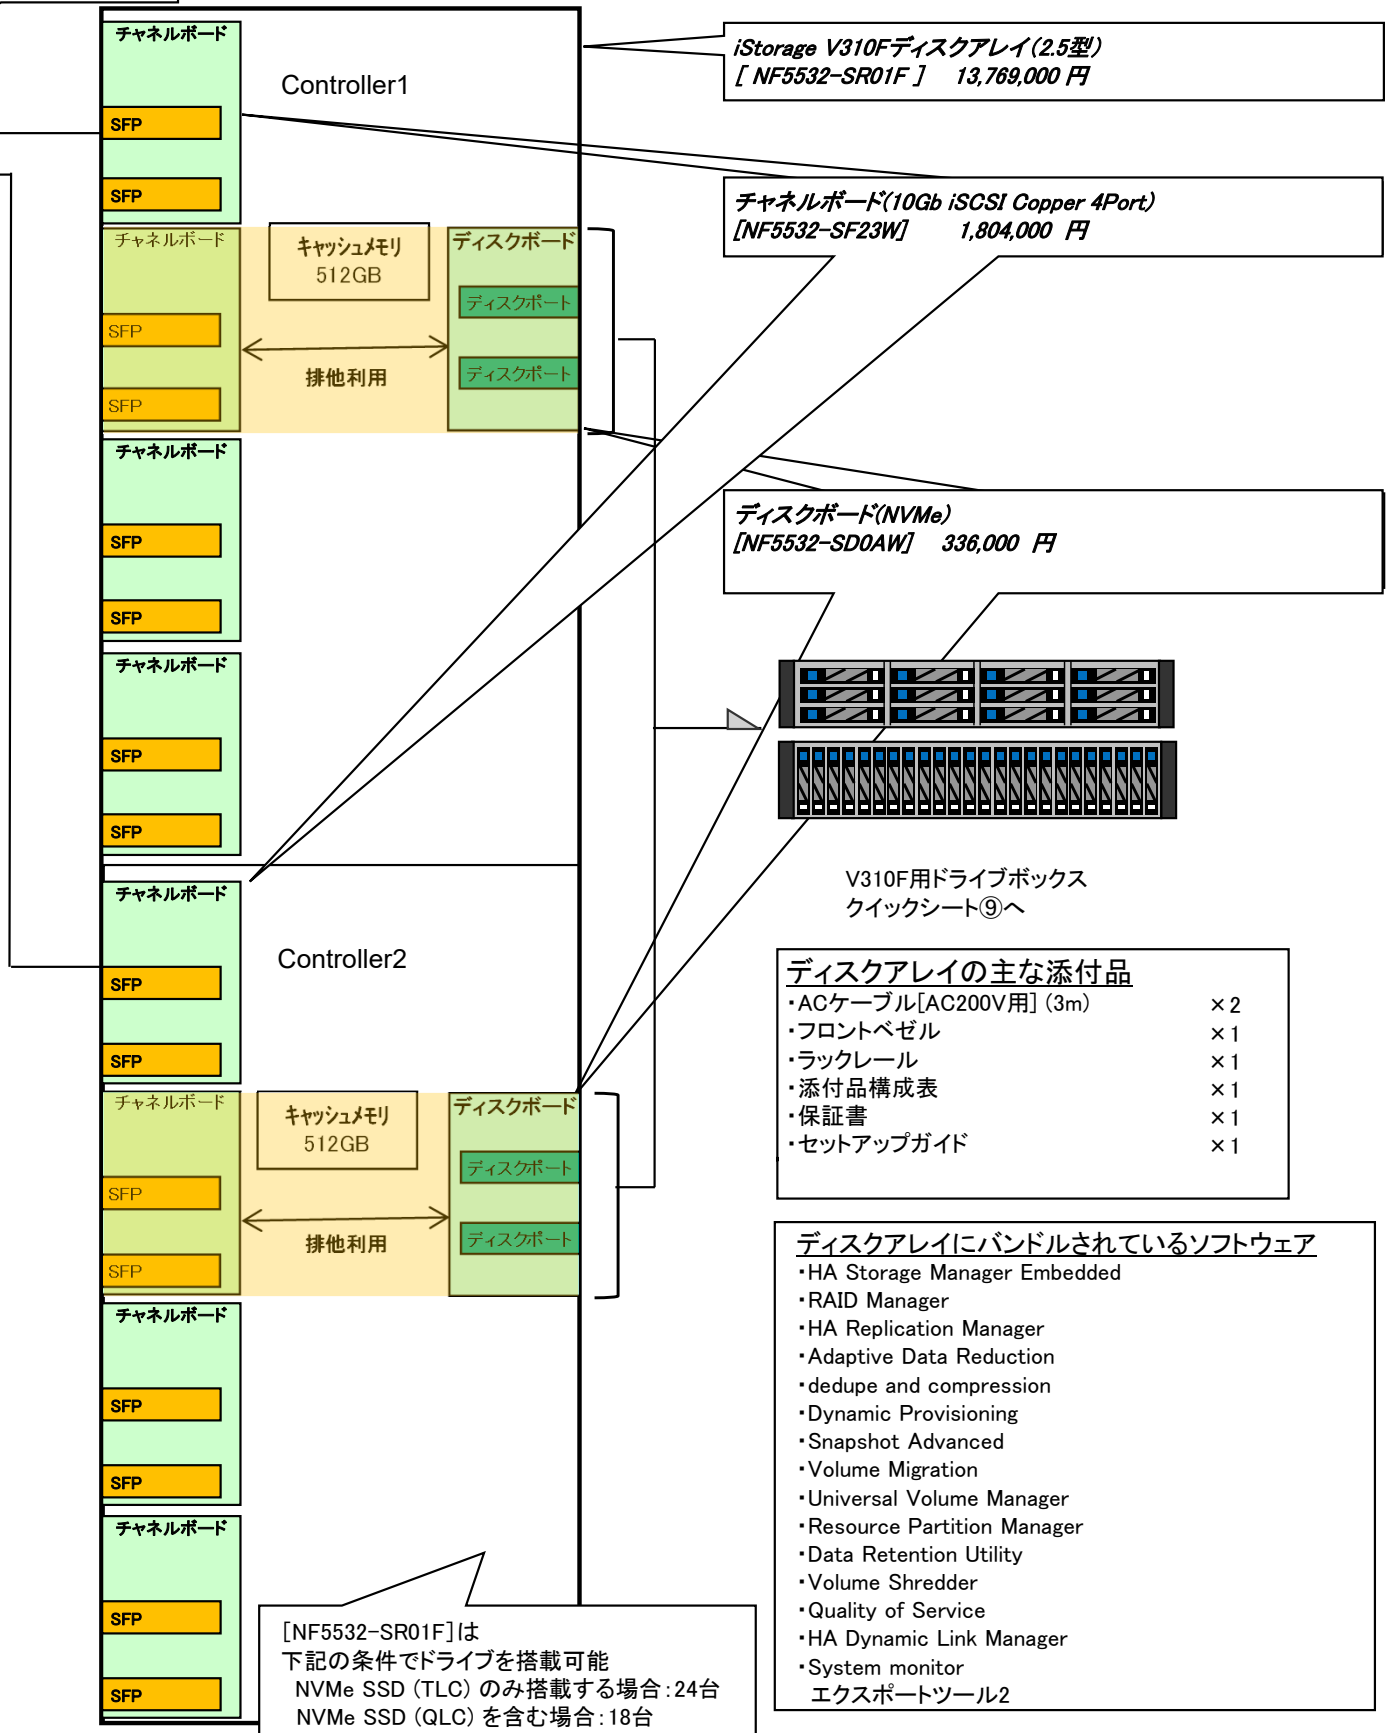 チャネルボード
Controller1
SFP
SFP
チャネルボード
キャッシュメモリ
512GB
ディスクボード
ディスクポート
SFP
排他利用
ディスクポート
SFP
チャネルボード
SFP
SFP
チャネルボード
SFP
SFP
チャネルボード
Controller2
SFP
SFP
チャネルボード
キャッシュメモリ
512GB
ディスクボード
ディスクポート
SFP
排他利用
ディスクポート
SFP
チャネルボード
SFP
SFP
チャネルボード
SFP
SFP
[NF5532-SR01F]は
下記の条件でドライブを搭載可能
NVMe SSD (TLC) のみ搭載する場合:24台
NVMe SSD (QLC) を含む場合:18台
iStorage V310Fディスクアレイ(2.5型)
[ NF5532-SR01F ] 13,769,000 円
チャネルボード(10Gb iSCSI Copper 4Port)
[NF5532-SF23W] 1,804,000 円
ディスクボード(NVMe)
[NF5532-SD0AW] 336,000 円
V310F用ドライブボックス
クイックシート⑨へ
ディスクアレイの主な添付品
・ACケーブル[AC200V用] (3m) ×2
・フロントベゼル ×1
・ラックレール ×1
・添付品構成表 ×1
・保証書 ×1
・セットアップガイド ×1
ディスクアレイにバンドルされているソフトウェア
・HA Storage Manager Embedded
・RAID Manager
・HA Replication Manager
・Adaptive Data Reduction
・dedupe and compression
・Dynamic Provisioning
・Snapshot Advanced
・Volume Migration
・Universal Volume Manager
・Resource Partition Manager
・Data Retention Utility
・Volume Shredder
・Quality of Service
・HA Dynamic Link Manager
・System monitor
エクスポートツール2